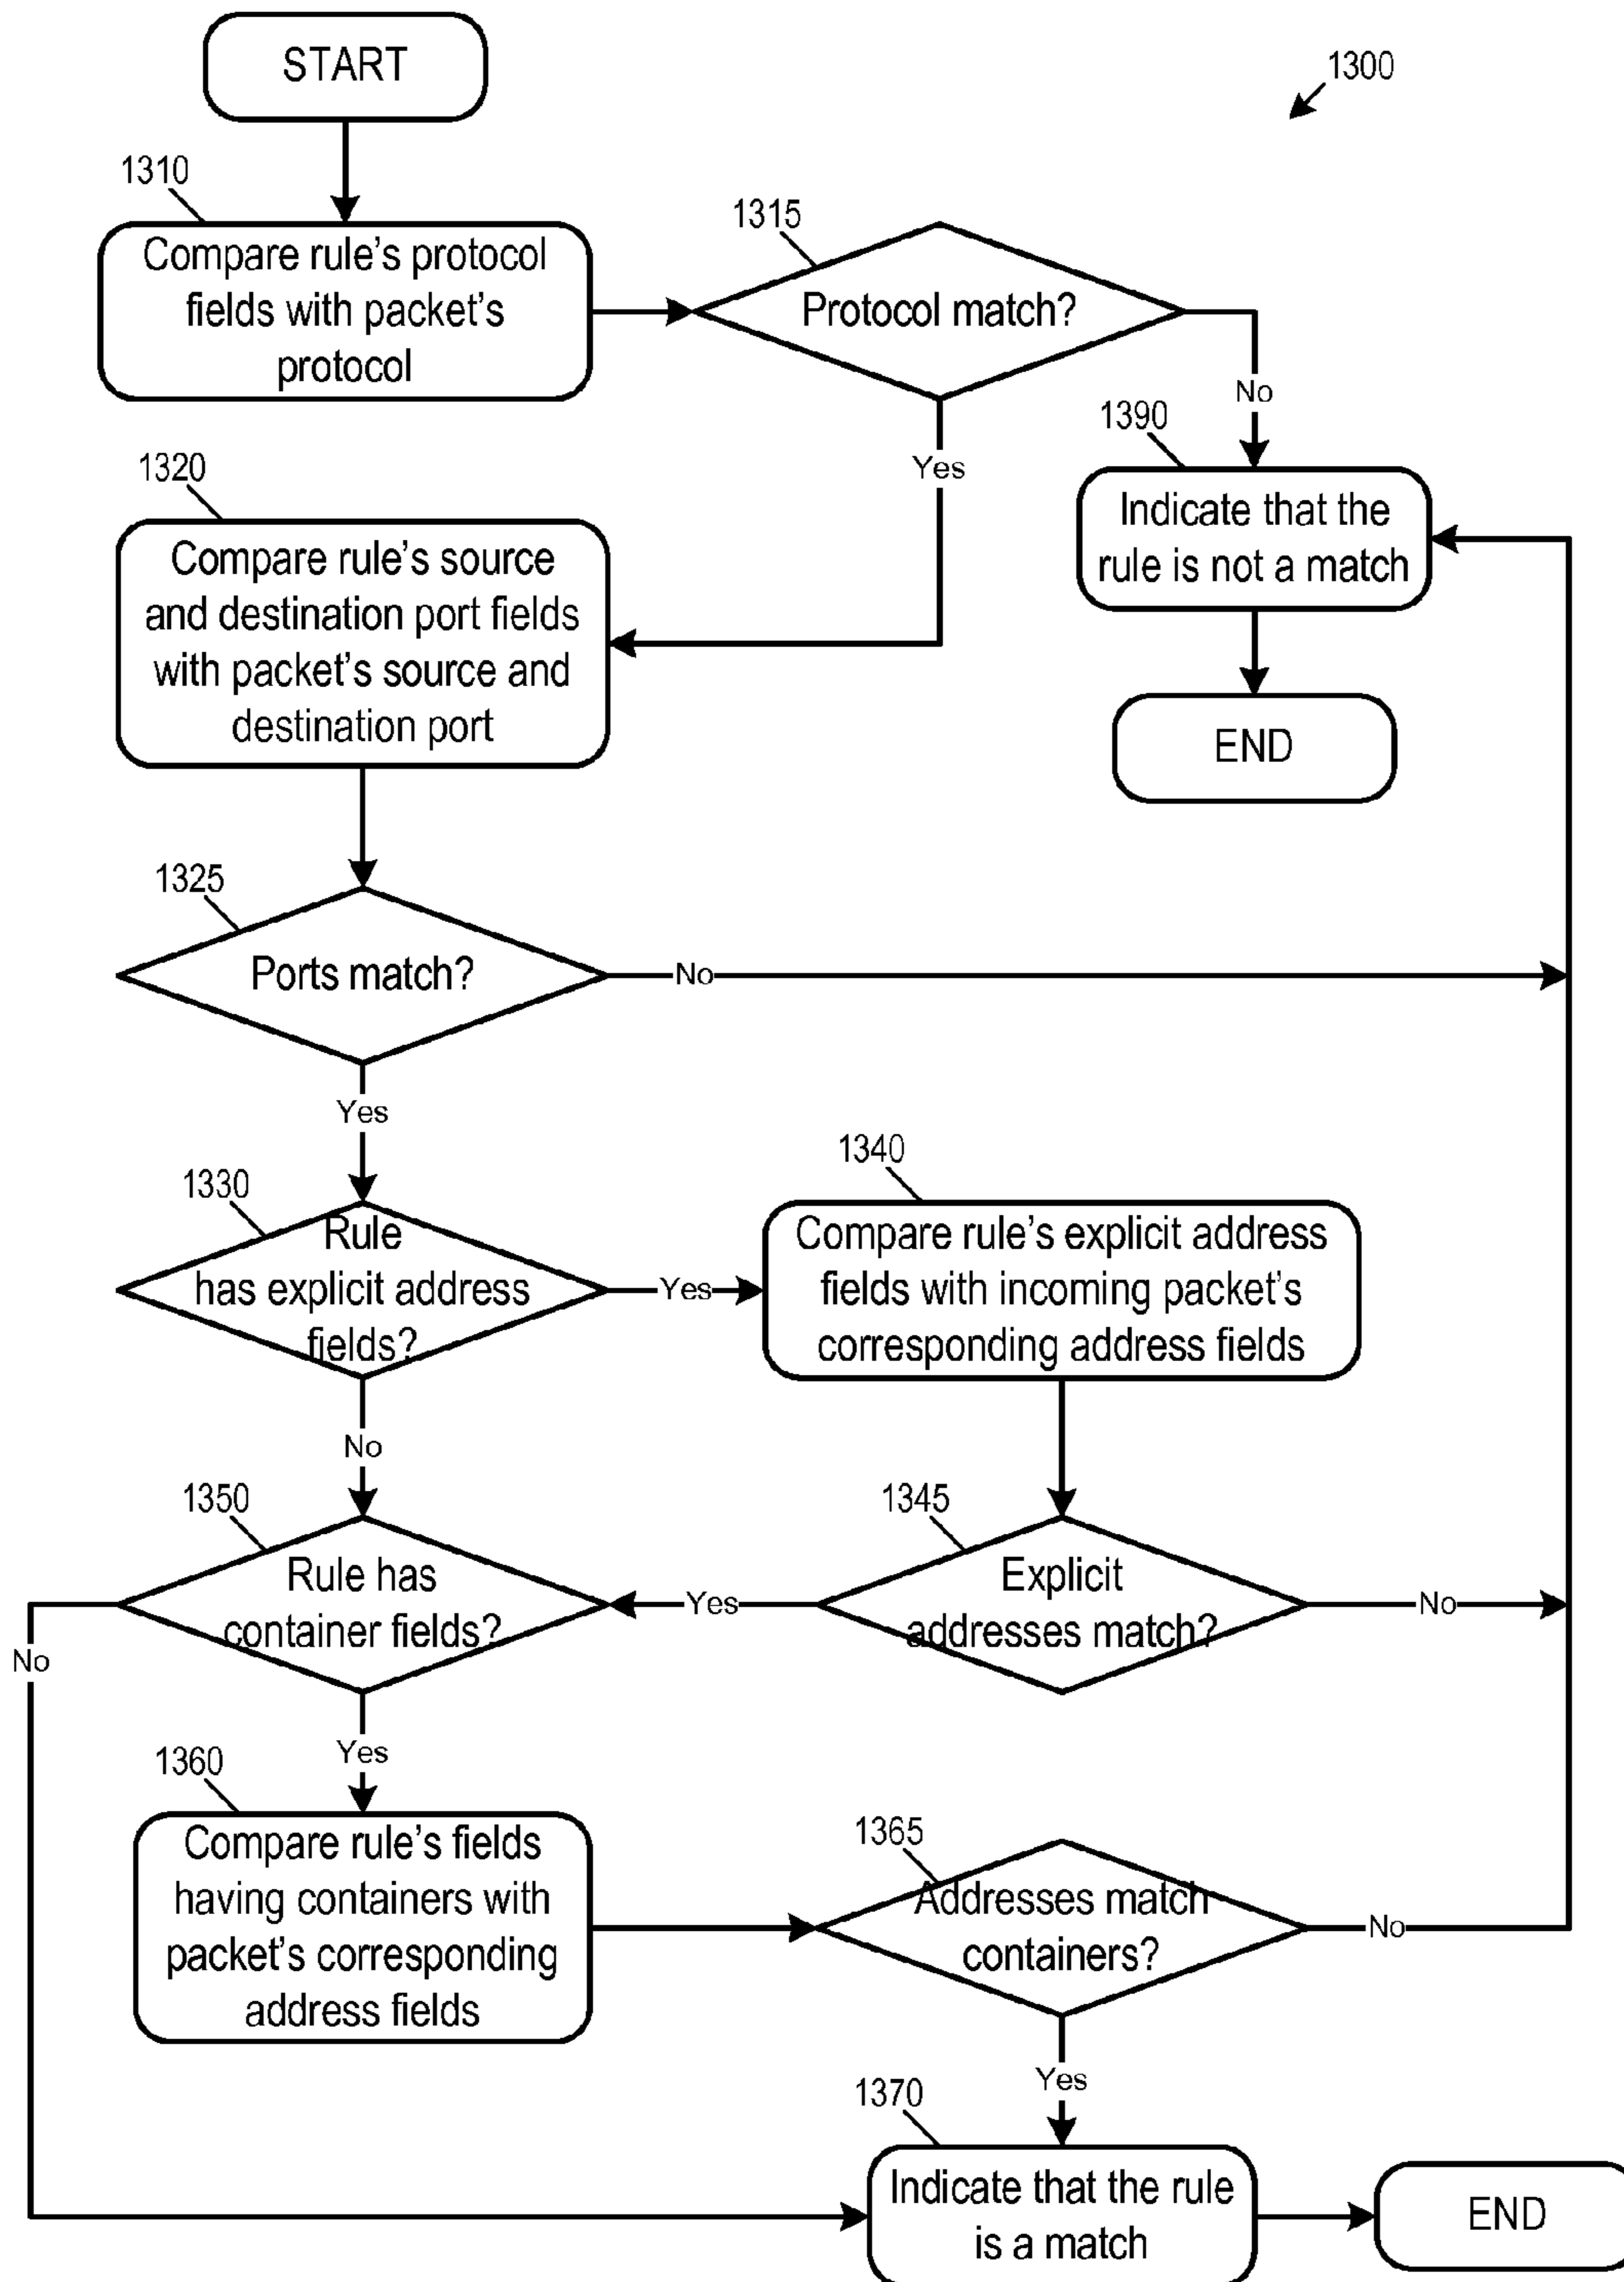 START
1300
1310
Compare rule's protocol
fields with packet's
protocol
1315
Protocol match?
No
Yes
1390
Indicate that the
rule is not a match
END
1320
Compare rule's source
and destination port fields
with packet's source and
destination port
1325
Ports match?
No
Yes
1330
Rule
has explicit address
fields?
Yes
No
1340
Compare rule's explicit address
fields with incoming packet's
corresponding address fields
1345
Explicit
addresses match?
Yes
No
1350
Rule has
container fields?
No
Yes
1360
Compare rule's fields
having containers with
packet's corresponding
address fields
1365
Addresses match
containers?
No
Yes
1370
Indicate that the rule
is a match
END